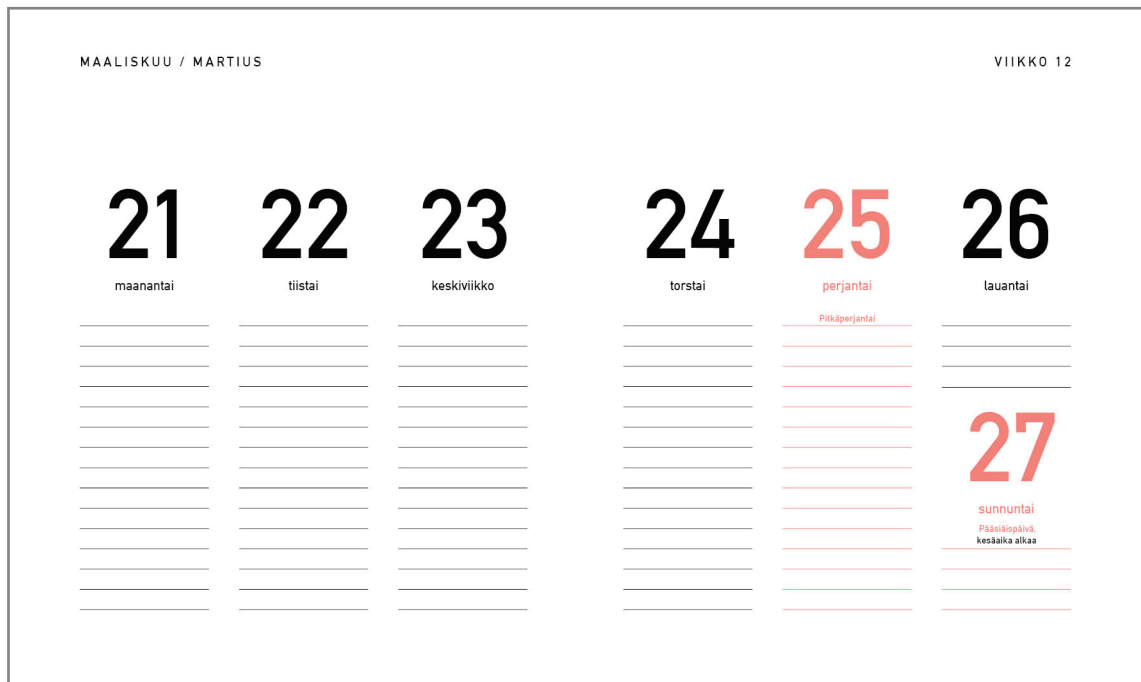 MAALISKUU / MARTIUS
VIIKKO 12
21
maanantai
22
tiistai
23
keskiviikko
24
torstai
25
perjantai
Pitkäperjantai
26
lauantai
27
sunnuntai
Pääsiäispäivä,
kesäaika alkaa